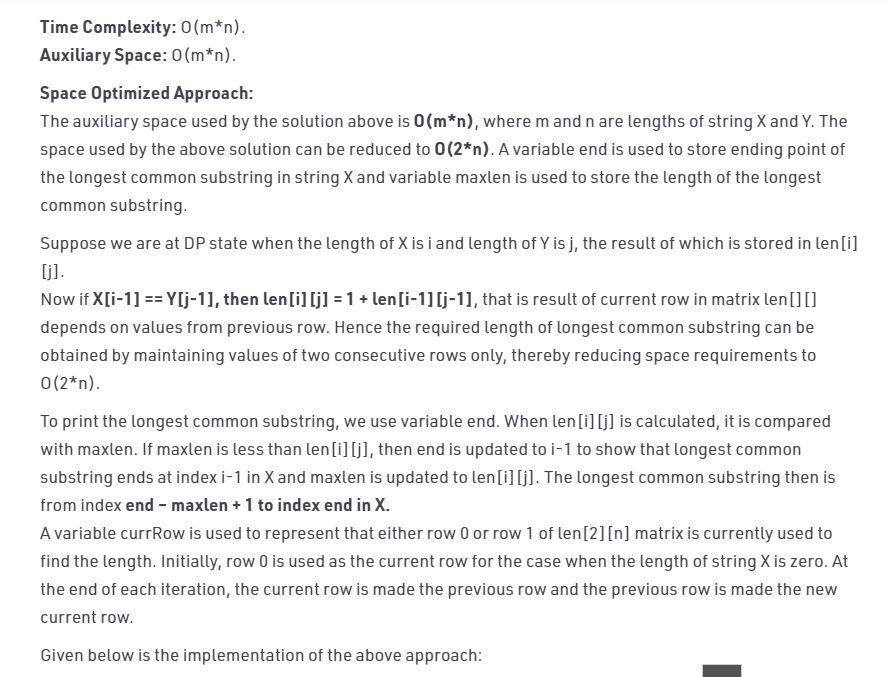 Time Complexity: O(m*n).
Auxiliary Space: O(m*n).
Space Optimized Approach:
The auxiliary space used by the solution above is O(m*n), where m and n are lengths of string X and Y. The
space used by the above solution can be reduced to O(2*n). A variable end is used to store ending point of
the longest common substring in string X and variable maxlen is used to store the length of the longest
common substring.
Suppose we are at DP state when the length of X is i and length of Y is j, the result of which is stored in len[i]
[j].
Now if X[i-1] == Y[j-1], then len[i][j] = 1 + len[i-1][j-1], that is result of current row in matrix len[][]
depends on values from previous row. Hence the required length of longest common substring can be
obtained by maintaining values of two consecutive rows only, thereby reducing space requirements to
O(2*n).
To print the longest common substring, we use variable end. When len[i][j] is calculated, it is compared
with maxlen. If maxlen is less than len[i][j], then end is updated to i-1 to show that longest common
substring ends at index i-1 in X and maxlen is updated to len[i][j]. The longest common substring then is
from index end – maxlen + 1 to index end in X.
A variable currRow is used to represent that either row 0 or row 1 of len[2][n] matrix is currently used to
find the length. Initially, row 0 is used as the current row for the case when the length of string X is zero. At
the end of each iteration, the current row is made the previous row and the previous row is made the new
current row.
Given below is the implementation of the above approach: